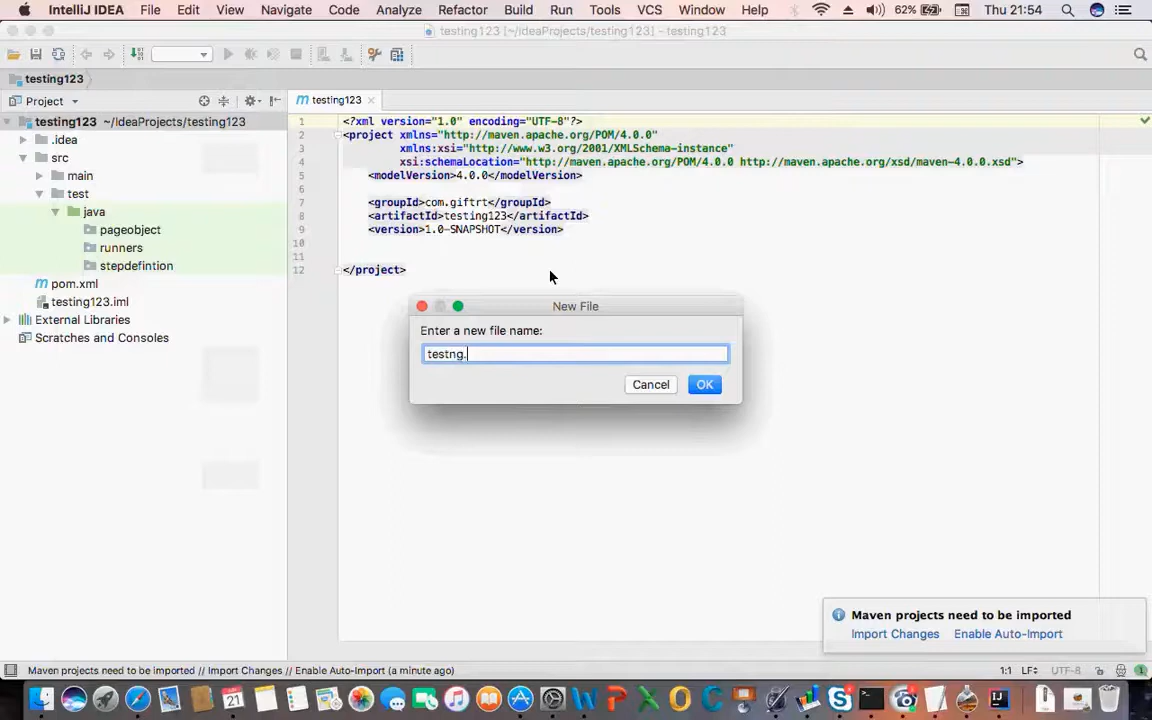 IntelliJ IDEA File Edit View Navigate Code Analyze Refactor Build Run Tools VCS Window Help 62% Thu 21:54
testing123 [~/IdeaProjects/testing123] - testing123
testing123
Project
testing123
testing123 ~/IdeaProjects/testing123
.idea
src
main
test
java
pageobject
runners
stepdefintion
pom.xml
testing123.iml
External Libraries
Scratches and Consoles
1 <?xml version="1.0" encoding="UTF-8"?>
2 <project xmlns="http://maven.apache.org/POM/4.0.0"
3 xmlns:xsi="http://www.w3.org/2001/XMLSchema-instance"
4 xsi:schemaLocation="http://maven.apache.org/POM/4.0.0 http://maven.apache.org/xsd/maven-4.0.0.xsd">
5 <modelVersion>4.0.0</modelVersion>
6
7 <groupId>com.giftrt</groupId>
8 <artifactId>testing123</artifactId>
9 <version>1.0-SNAPSHOT</version>
10
11
12 </project>
New File
Enter a new file name:
testng.
Cancel OK
Maven projects need to be imported
Import Changes Enable Auto-Import
Maven projects need to be imported // Import Changes // Enable Auto-Import (a minute ago) 1:1 LF UTF-8 1